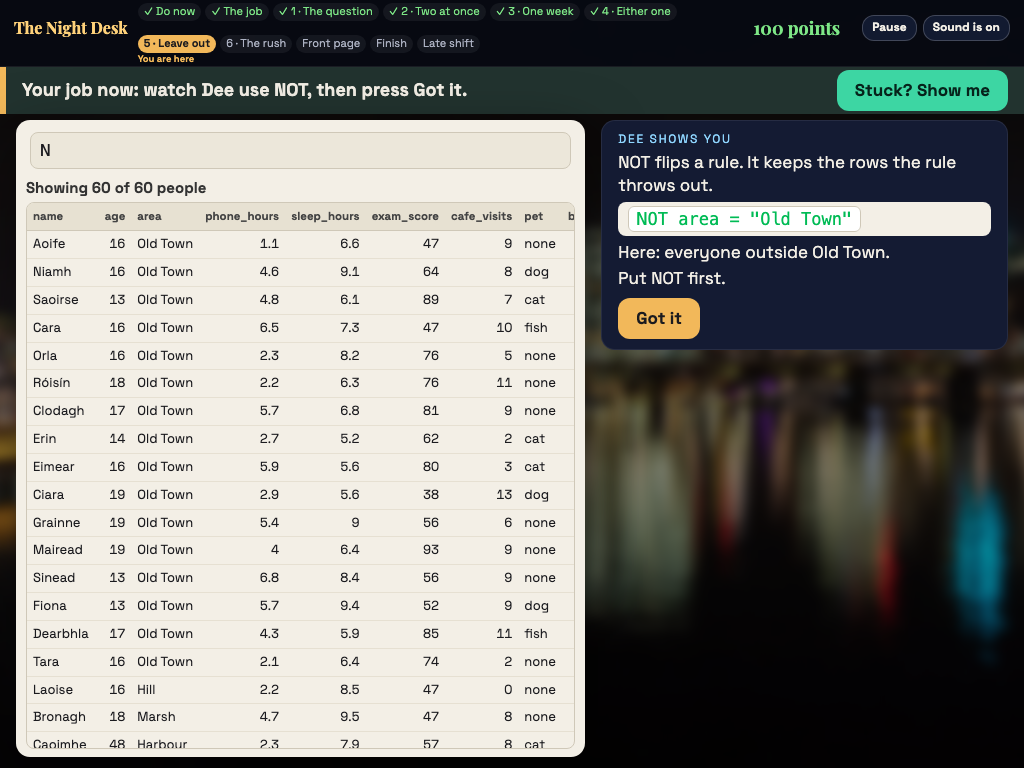 The Night Desk
✓ Do now ✓ The job ✓ 1 · The question ✓ 2 · Two at once ✓ 3 · One week ✓ 4 · Either one
5 · Leave out 6 · The rush Front page Finish Late shift
You are here
100 points
Pause Sound is on
Your job now: watch Dee use NOT, then press Got it.
Stuck? Show me
N
Showing 60 of 60 people
name age area phone_hours sleep_hours exam_score cafe_visits pet b
Aoife 16 Old Town 1.1 6.6 47 9 none
Niamh 16 Old Town 4.6 9.1 64 8 dog
Saoirse 13 Old Town 4.8 6.1 89 7 cat
Cara 16 Old Town 6.5 7.3 47 10 fish
Orla 16 Old Town 2.3 8.2 76 5 none
Róisín 18 Old Town 2.2 6.3 76 11 none
Clodagh 17 Old Town 5.7 6.8 81 9 none
Erin 14 Old Town 2.7 5.2 62 2 cat
Eimear 16 Old Town 5.9 5.6 80 3 cat
Ciara 19 Old Town 2.9 5.6 38 13 dog
Grainne 19 Old Town 5.4 9 56 6 none
Mairead 19 Old Town 4 6.4 93 9 none
Sinead 13 Old Town 6.8 8.4 56 9 none
Fiona 13 Old Town 5.7 9.4 52 9 dog
Dearbhla 17 Old Town 4.3 5.9 85 11 fish
Tara 16 Old Town 2.1 6.4 74 2 none
Laoise 16 Hill 2.2 8.5 47 0 none
Bronagh 18 Marsh 4.7 9.5 47 8 none
Caoimhe 48 Harbour 2.3 7.9 57 8 cat
DEE SHOWS YOU
NOT flips a rule. It keeps the rows the rule
throws out.
NOT area = "Old Town"
Here: everyone outside Old Town.
Put NOT first.
Got it